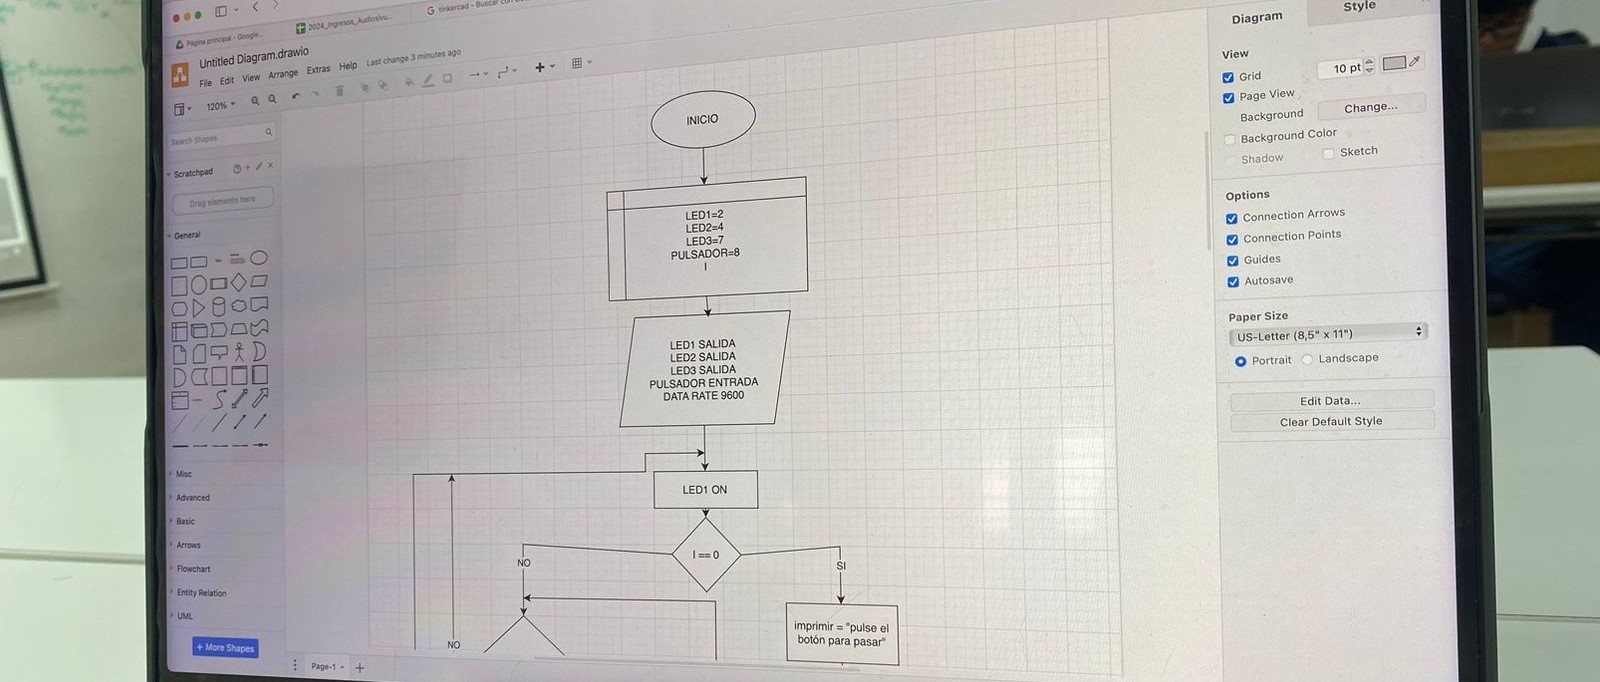 Página principal - Google...
2024_Ingresos_Audiosivu...
tinkercad - Buscar con
Untitled Diagram.drawio
File Edit View Arrange Extras Help Last change 3 minutes ago
120%
Search Shapes
Scratchpad
Drag elements here
General
Misc
Advanced
Basic
Arrows
Flowchart
Entity Relation
UML
+ More Shapes
INICIO
LED1=2
LED2=4
LED3=7
PULSADOR=8
I
LED1 SALIDA
LED2 SALIDA
LED3 SALIDA
PULSADOR ENTRADA
DATA RATE 9600
LED1 ON
I == 0
NO
SI
imprimir = "pulse el
botón para pasar"
NO
Page-1
Diagram
Style
View
Grid
10 pt
Page View
Background
Change...
Background Color
Shadow
Sketch
Options
Connection Arrows
Connection Points
Guides
Autosave
Paper Size
US-Letter (8,5" x 11")
Portrait
Landscape
Edit Data...
Clear Default Style